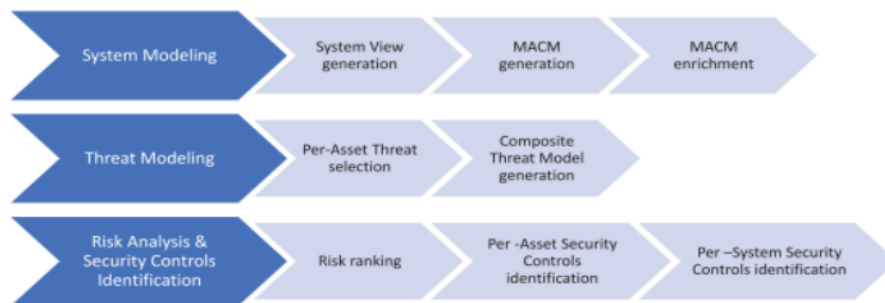 System Modeling
System View
generation
MACM
generation
MACM
enrichment
Threat Modeling
Per-Asset Threat
selection
Composite
Threat Model
generation
Risk Analysis &
Security Controls
Identification
Risk ranking
Per -Asset Security
Controls
identification
Per –System Security
Controls identification